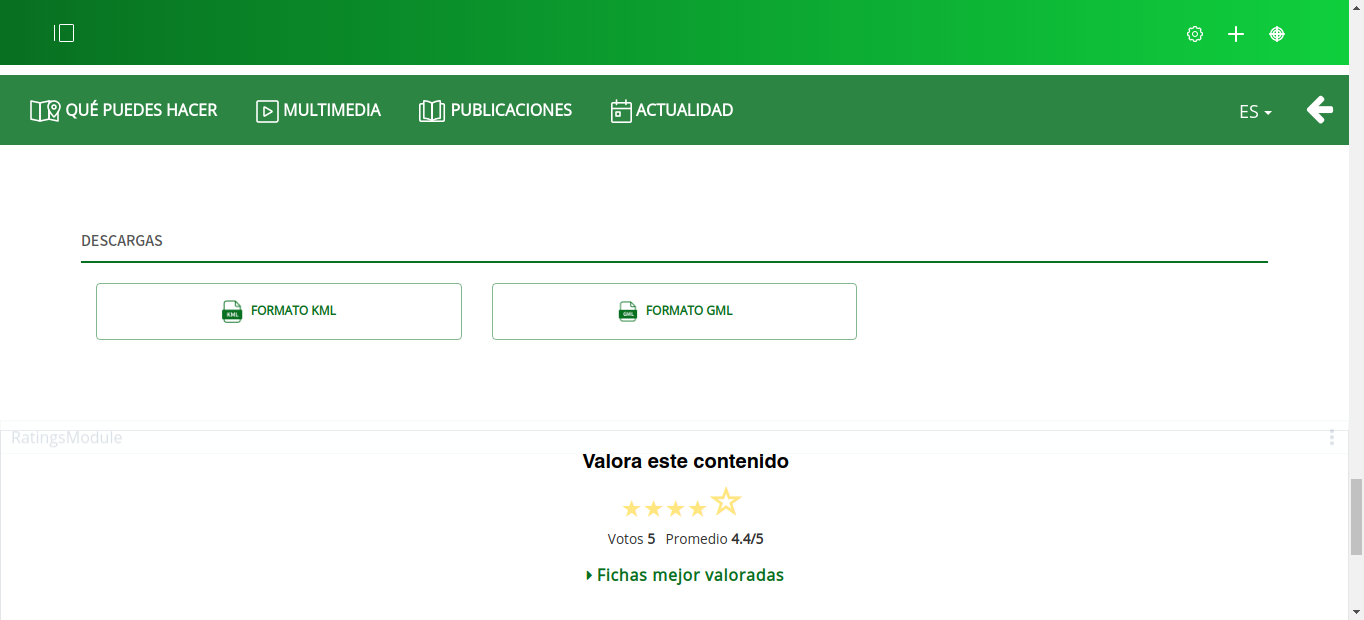 QUÉ PUEDES HACER MULTIMEDIA PUBLICACIONES ACTUALIDAD ES
DESCARGAS
KML FORMATO KML GML FORMATO GML
RatingsModule
Valora este contenido
Votos 5 Promedio 4.4/5
Fichas mejor valoradas